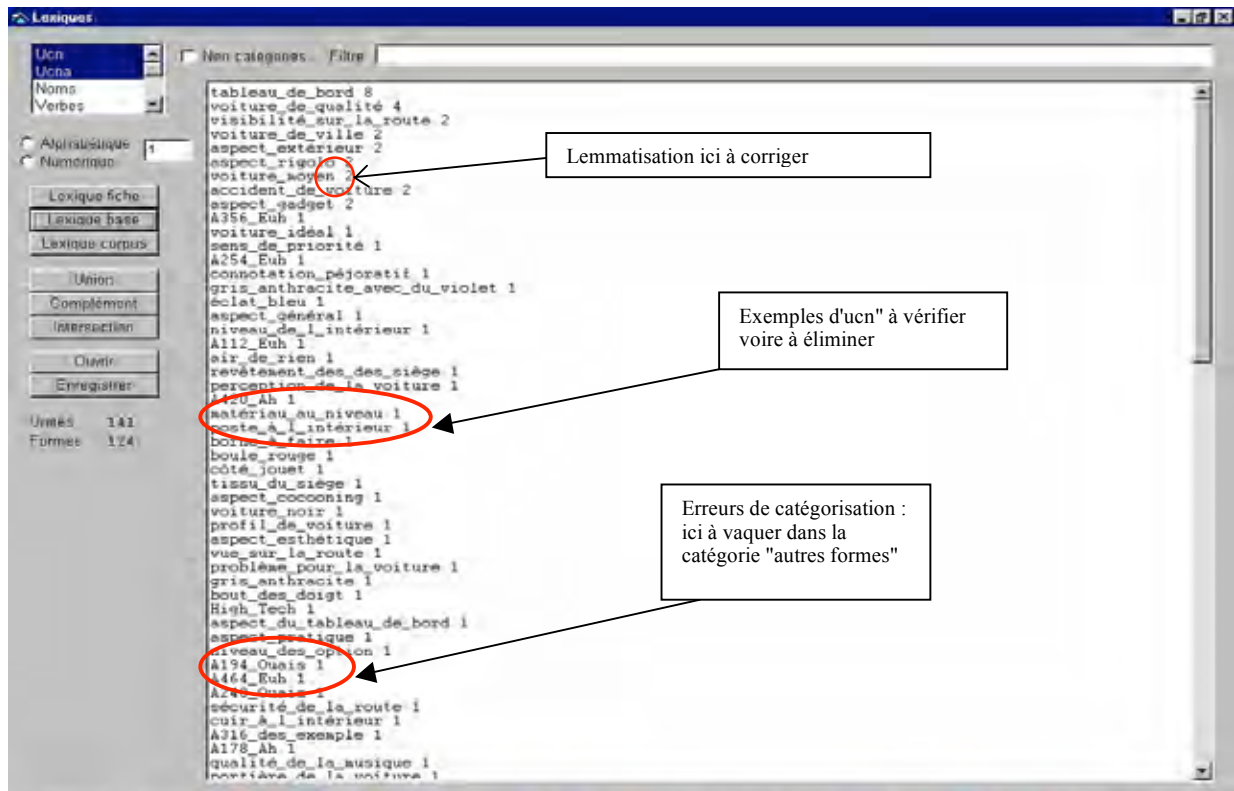 Lexiques
Ucn
Ucna
Noms
Verbes
Non catégories
Filtre
Alphabétique
Numérique
1
Lexique fiche
Lexique base
Lexique corpus
Union
Complément
Intersection
Ouvrir
Enregistrer
Unités 141
Formes 124
tableau_de_bord 8
voiture_de_qualité 4
visibilité_sur_la_route 2
voiture_de_ville 2
aspect_extérieur 2
aspect_rigolo 2
voiture_moyen 2
accident_de_voiture 2
aspect_gadget 2
A356_Euh 1
voiture_idéal 1
sens_de_priorité 1
A254_Euh 1
connotation_péjoratif 1
gris_anthracite_avec_du_violet 1
éclat_bleu 1
aspect_général 1
niveau_de_l_intérieur 1
A112_Euh 1
air_de_rien 1
revêtement_des_des_siège 1
perception_de_la_voiture 1
A420_Ah 1
matériau_au_niveau 1
poste_à_l_intérieur 1
borne_à_faire 1
boule_rouge 1
côté_jouet 1
tissu_du_siège 1
aspect_cocooning 1
voiture_noir 1
profil_de_voiture 1
aspect_esthétique 1
vue_sur_la_route 1
problème_pour_la_voiture 1
gris_anthracite 1
bout_des_doigt 1
High_Tech 1
aspect_du_tableau_de_bord 1
aspect_pratique 1
niveau_des_option 1
A194_Ouais 1
A464_Euh 1
A248_Ouais 1
sécurité_de_la_route 1
cuir_à_l_intérieur 1
A316_des_exemple 1
A178_Ah 1
qualité_de_la_musique 1
portière_de_la_voiture 1
Lemmatisation ici à corriger
Exemples d'ucn" à vérifier
voire à éliminer
Erreurs de catégorisation :
ici à vaquer dans la
catégorie "autres formes"